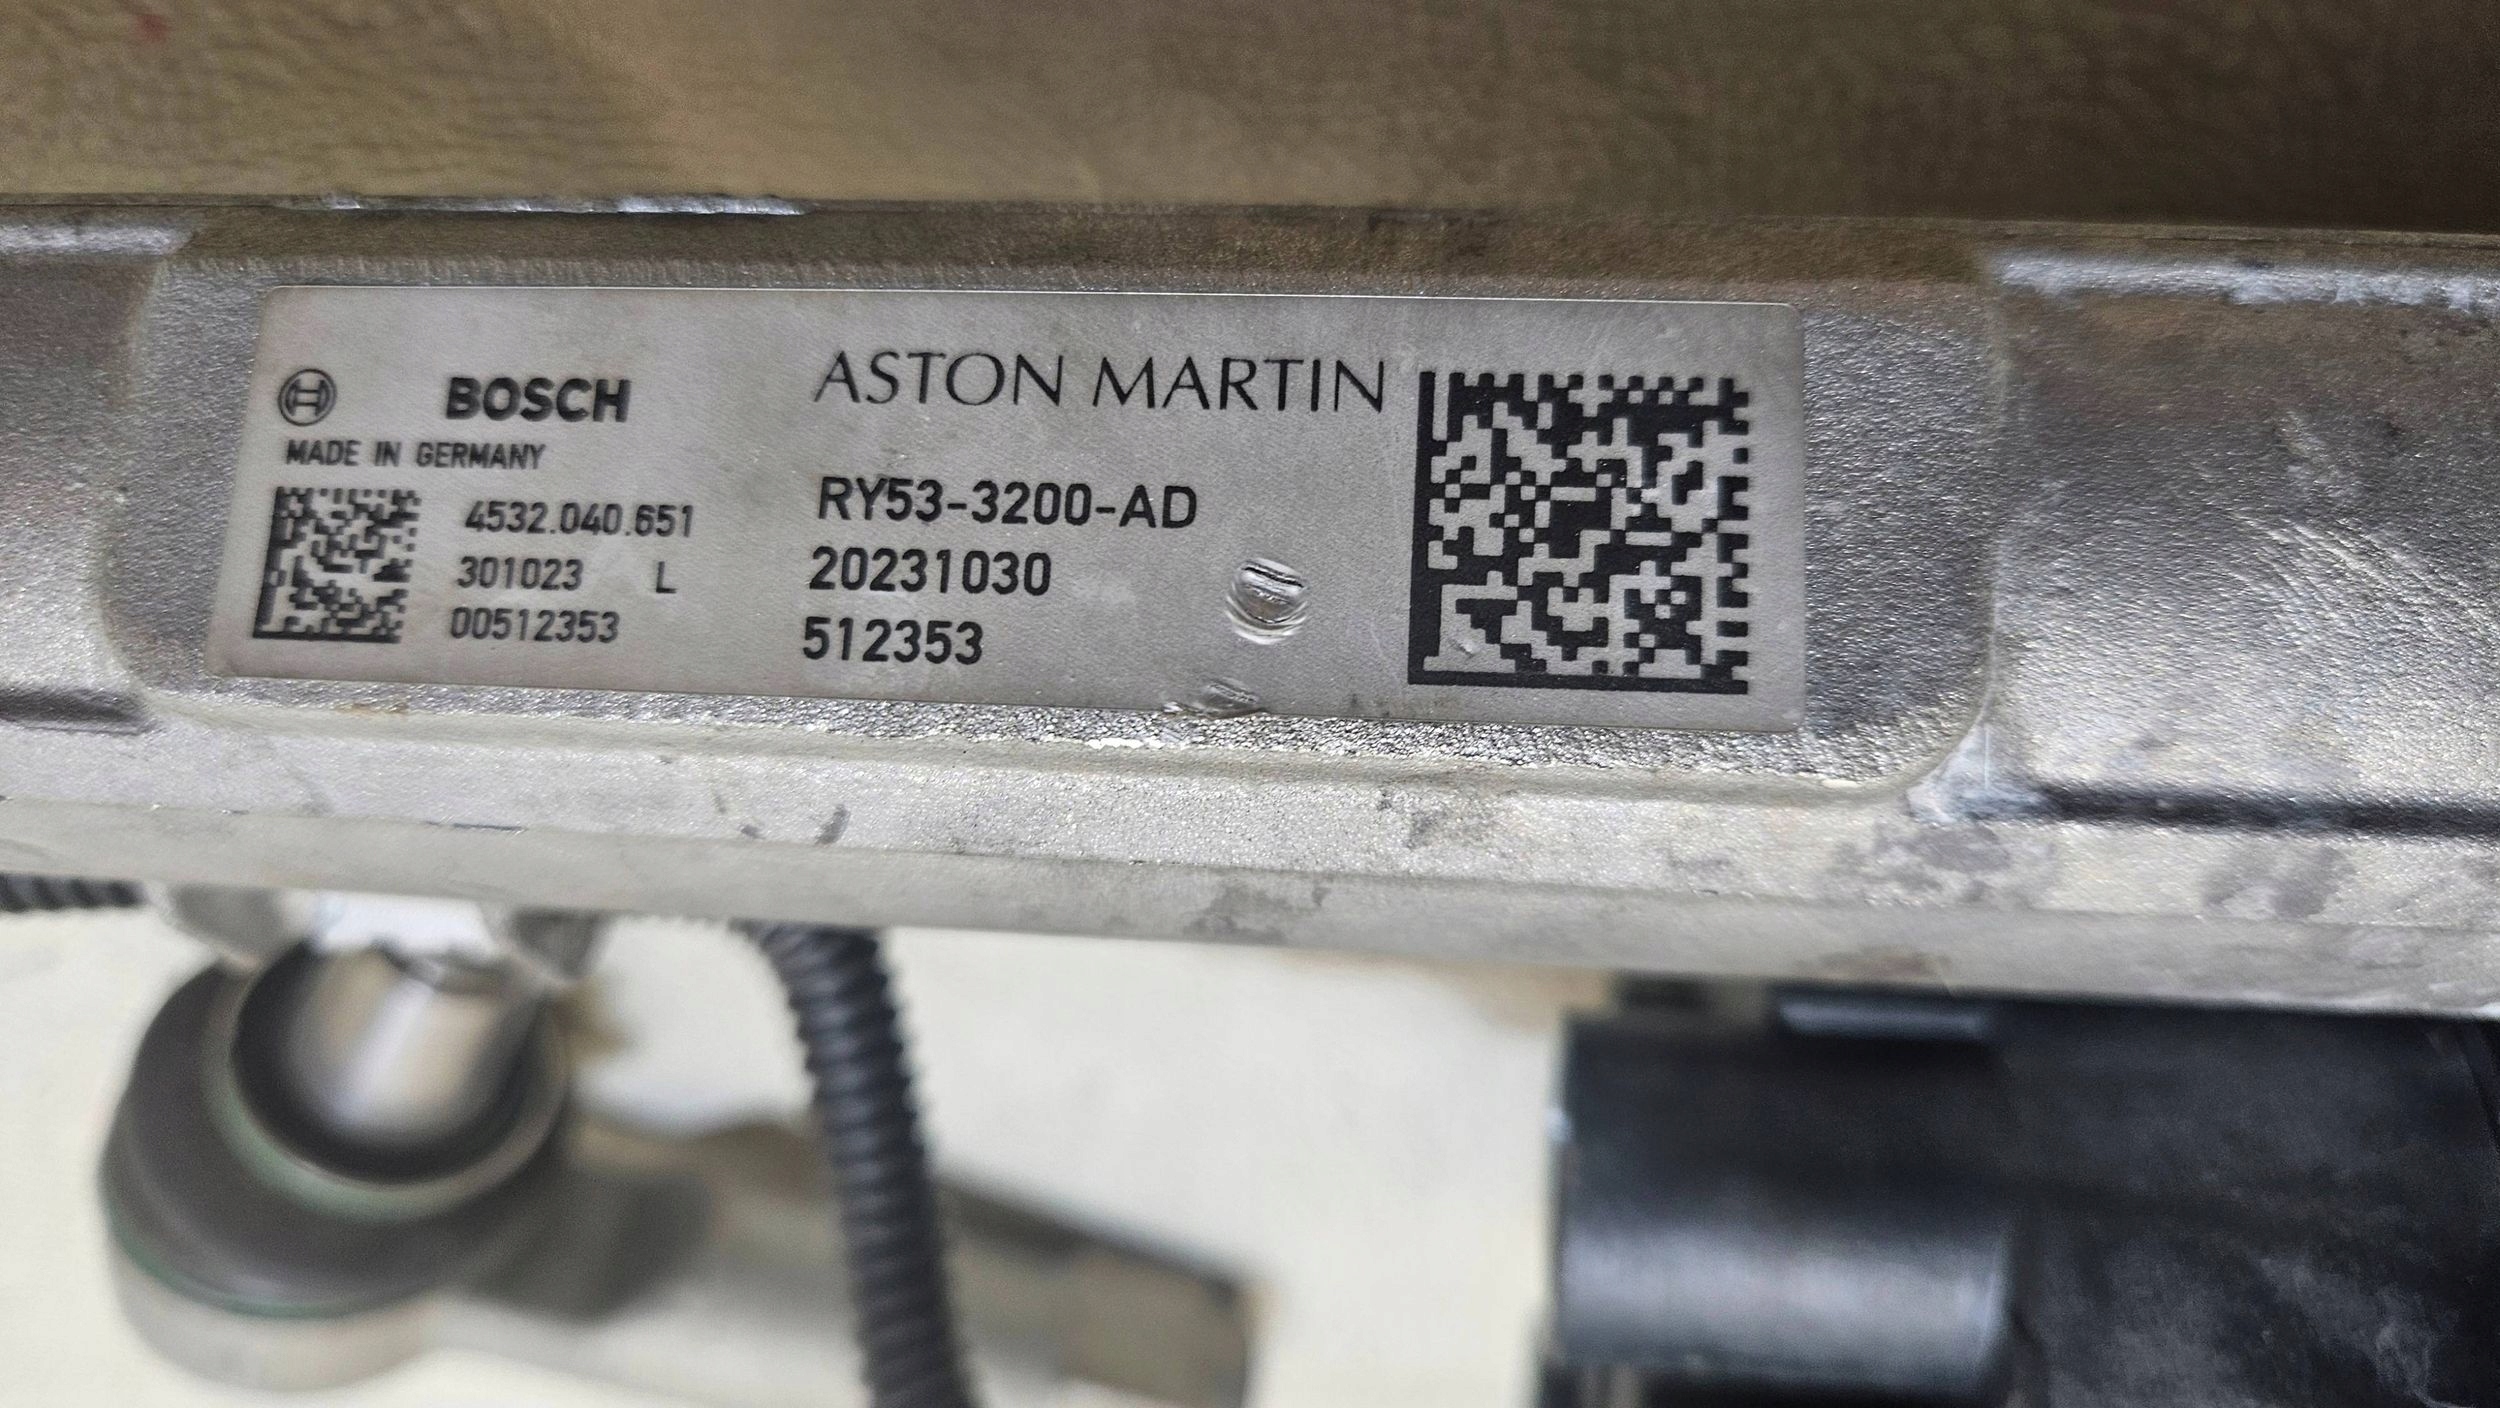 BOSCH
MADE IN GERMANY
4532.040.651
301023 L
00512353
ASTON MARTIN
RY53-3200-AD
20231030
512353